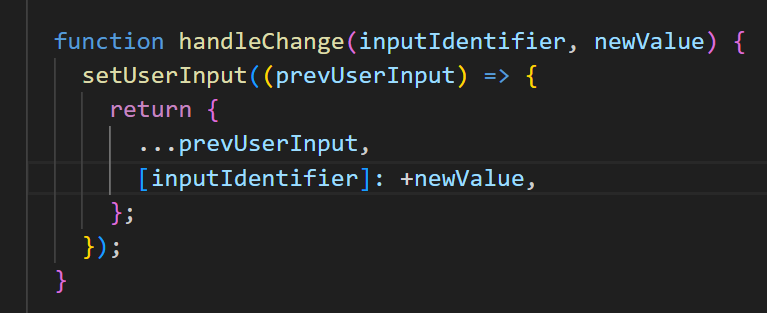 function handleChange(inputIdentifier, newValue) {
setUserInput((prevUserInput) => {
return {
...prevUserInput,
[inputIdentifier]: +newValue,
};
});
}